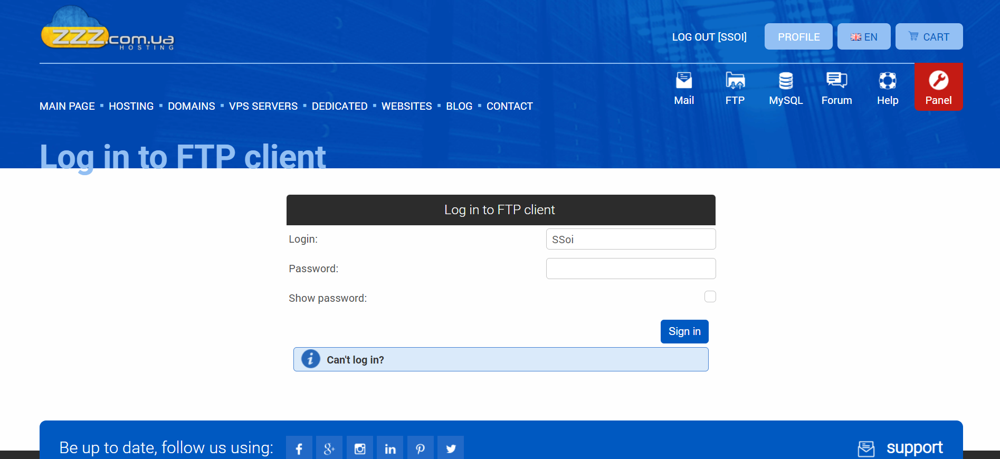 ZZZ.com.ua
HOSTING
LOG OUT [SSOI]
PROFILE
EN
CART
MAIN PAGE
HOSTING
DOMAINS
VPS SERVERS
DEDICATED
WEBSITES
BLOG
CONTACT
Mail
FTP
MySQL
Forum
Help
Panel
Log in to FTP client
Log in to FTP client
Login:
SSoi
Password:
Show password:
Sign in
Can't log in?
Be up to date, follow us using:
support